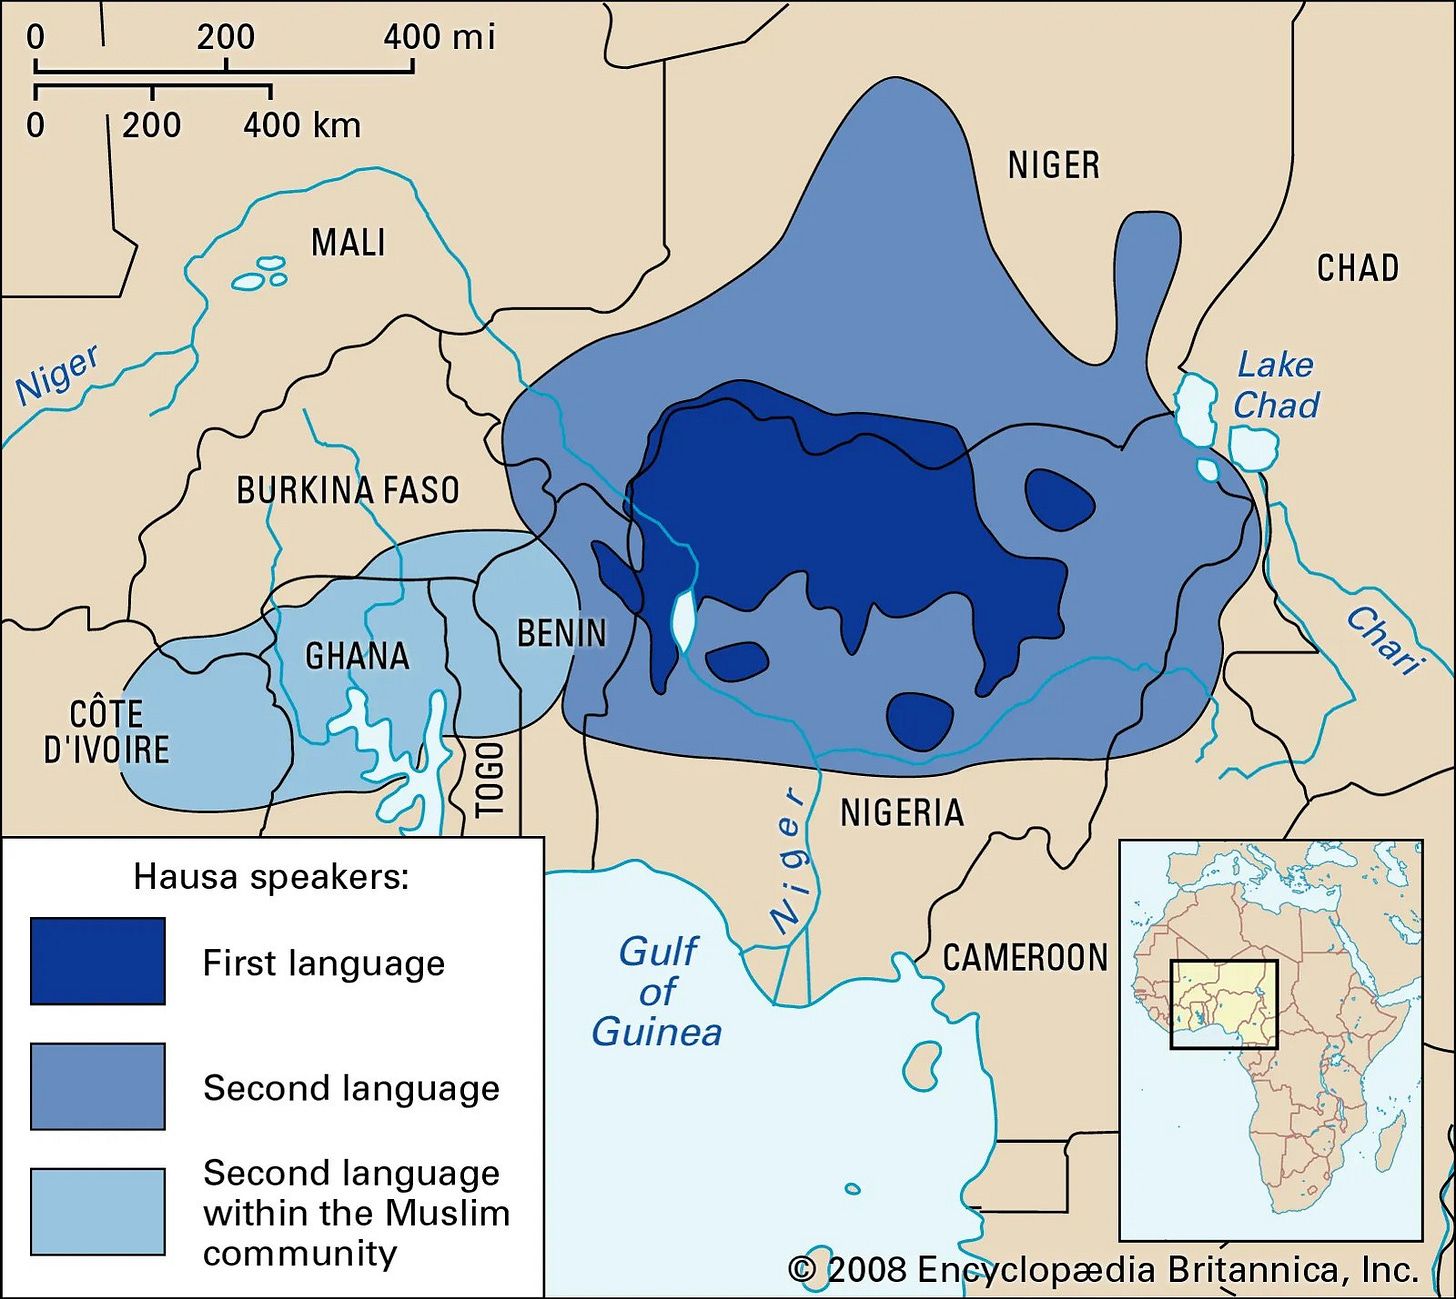 0 200 400 mi
0 200 400 km
NIGER
MALI
CHAD
Niger
Lake
Chad
BURKINA FASO
BENIN
GHANA
Chari
CÔTE
D'IVOIRE
TOGO
Niger
NIGERIA
Hausa speakers:
First language
Second language
Second language
within the Muslim
community
Gulf
of
Guinea
CAMEROON
© 2008 Encyclopædia Britannica, Inc.